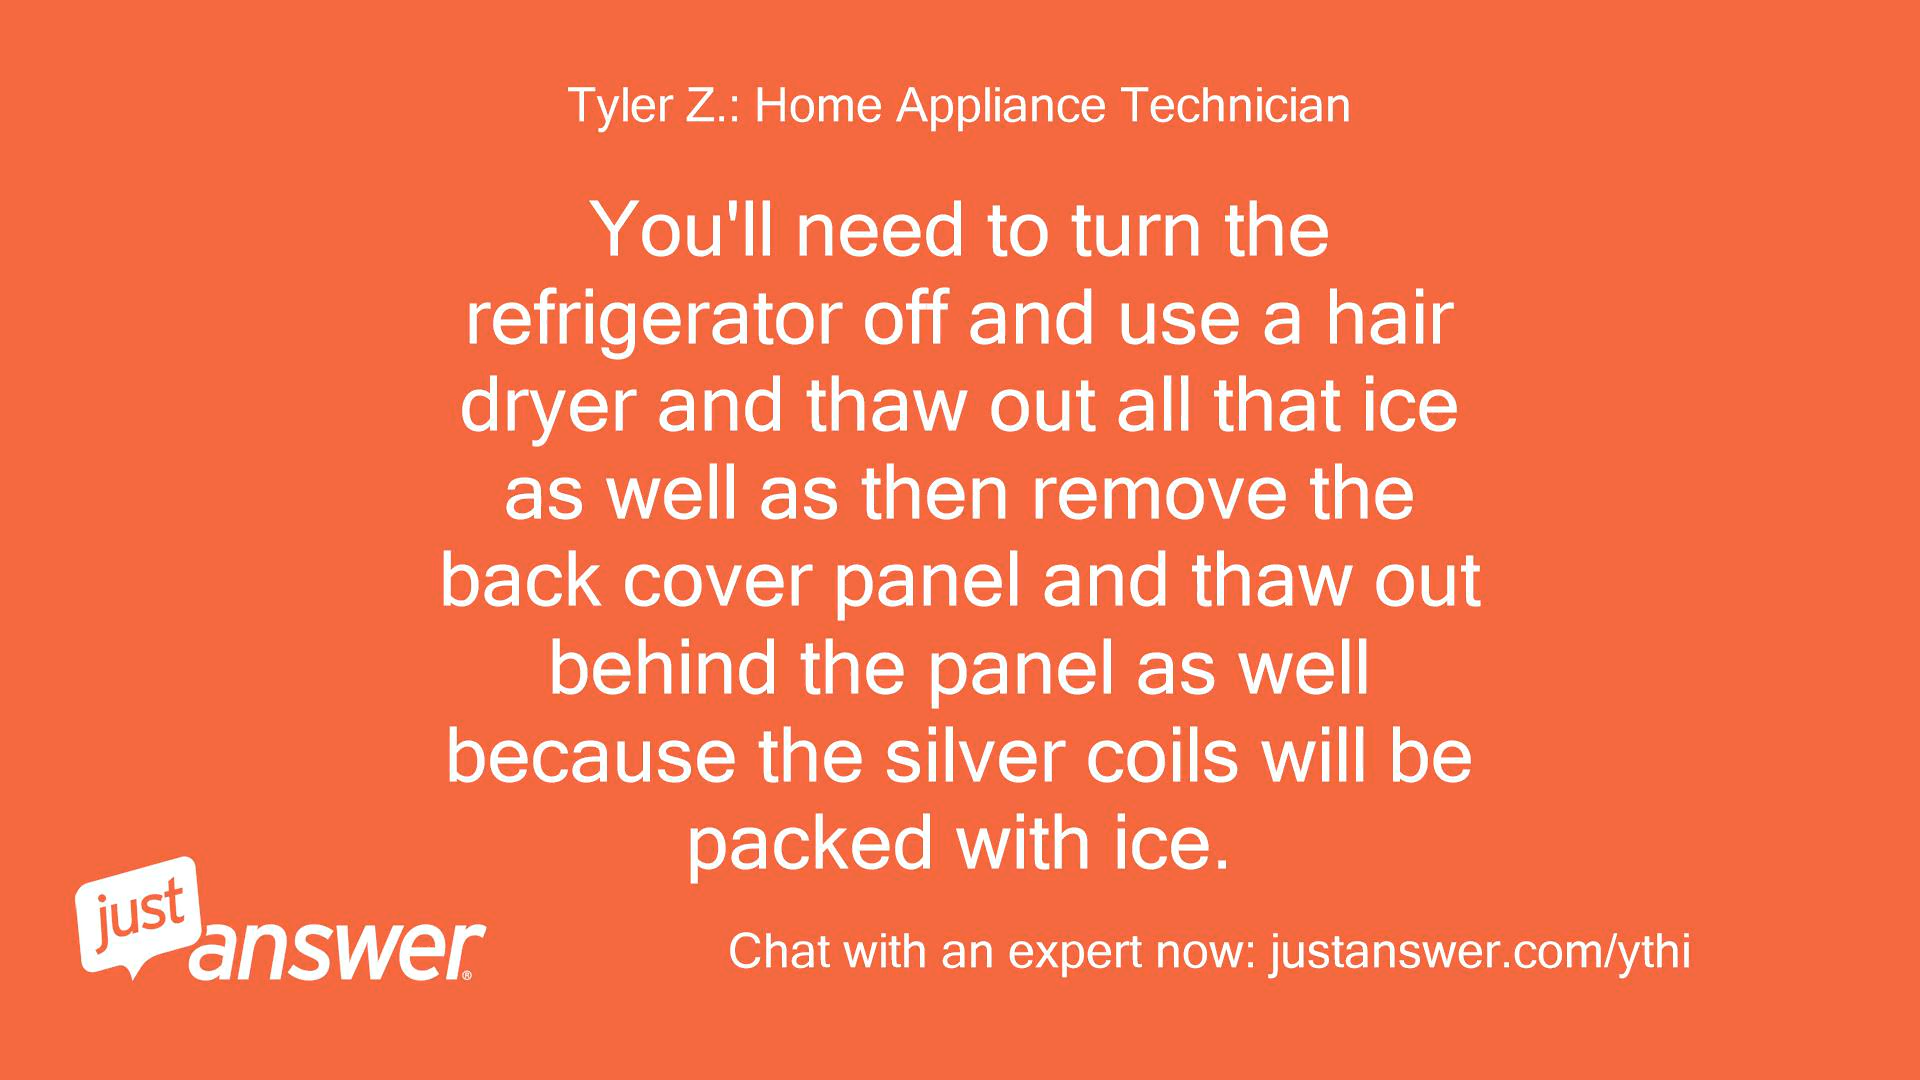 Tyler Z.: Home Appliance Technician
You'll need to turn the
refrigerator off and use a hair
dryer and thaw out all that ice
as well as then remove the
back cover panel and thaw out
behind the panel as well
because the silver coils will be
packed with ice.
just
answer®
Chat with an expert now: justanswer.com/ythi